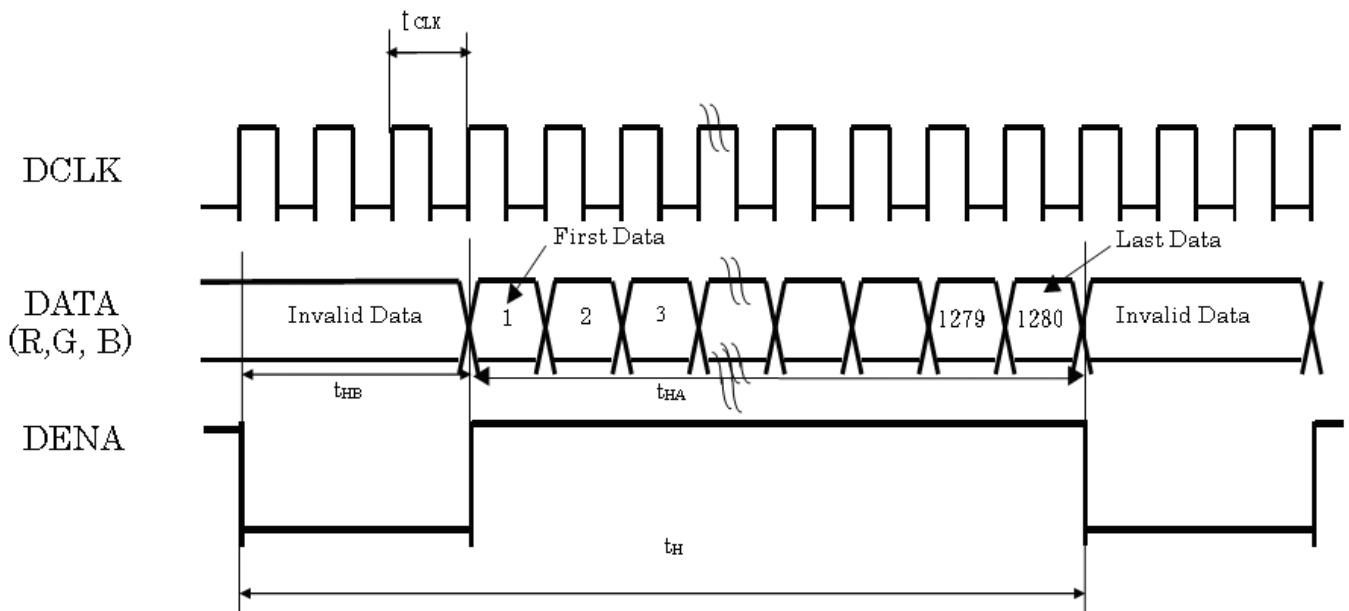 t CLK
DCLK
First Data
Last Data
DATA
(R,G, B)
Invalid Data
1
2
3
1279
1280
Invalid Data
tHB
tHA
DENA
tH